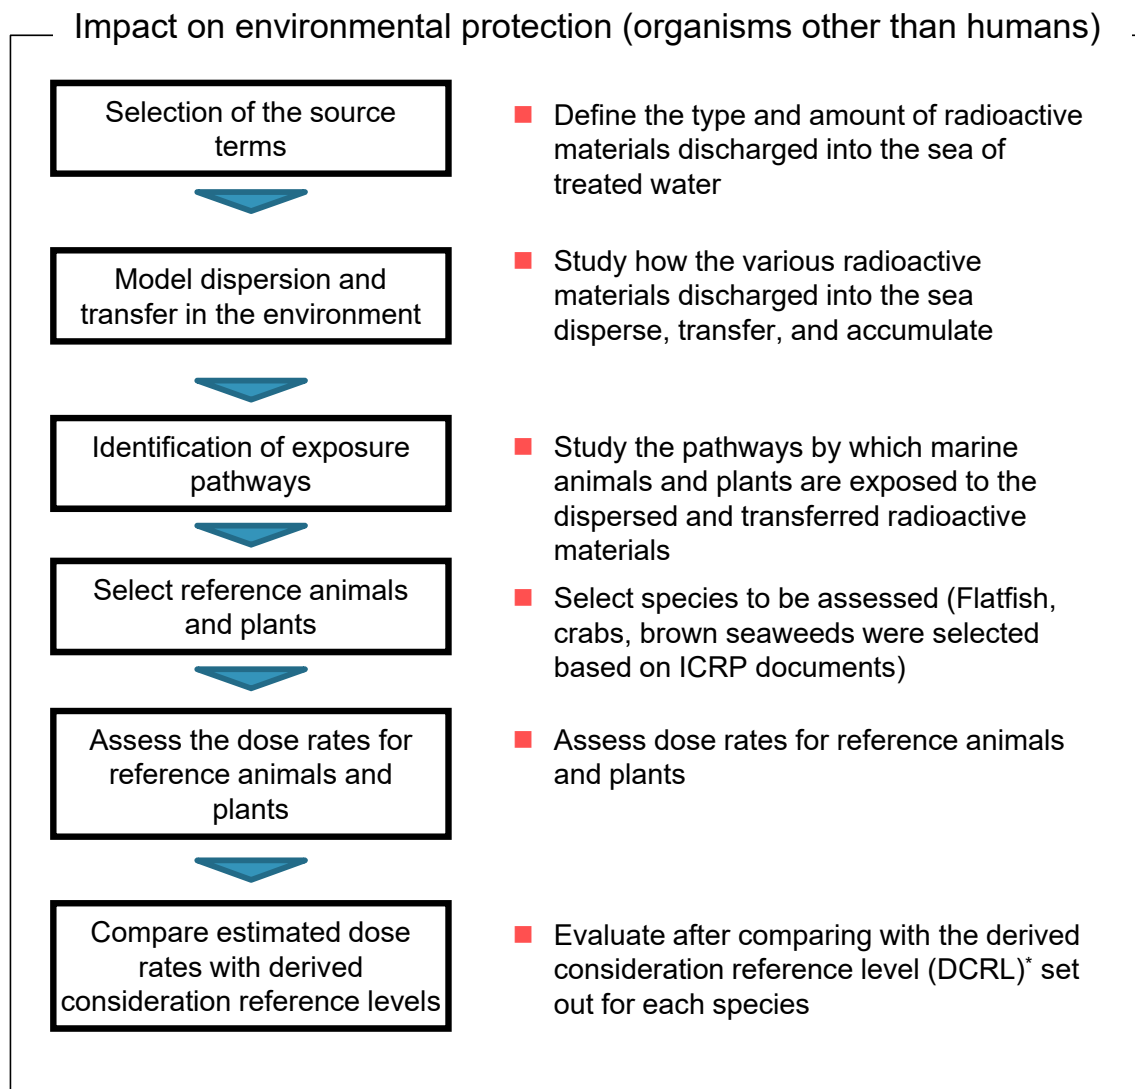 Impact on environmental protection (organisms other than humans)
Selection of the source
terms
Define the type and amount of radioactive
materials discharged into the sea of
treated water
Model dispersion and
transfer in the environment
Study how the various radioactive
materials discharged into the sea
disperse, transfer, and accumulate
Identification of exposure
pathways
Study the pathways by which marine
animals and plants are exposed to the
dispersed and transferred radioactive
materials
Select reference animals
and plants
Select species to be assessed (Flatfish,
crabs, brown seaweeds were selected
based on ICRP documents)
Assess the dose rates for
reference animals and
plants
Assess dose rates for reference animals
and plants
Compare estimated dose
rates with derived
consideration reference levels
Evaluate after comparing with the derived
consideration reference level (DCRL)* set
out for each species